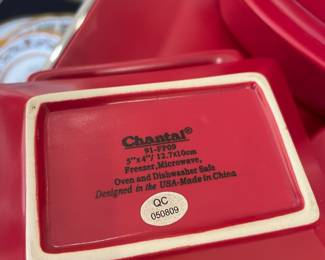 Chantal®
91-FP09
5"x4"/ 12.7x10cm
Freezer,Microwave,
Oven and Dishwasher Safe
Designed in the USA-Made In China
QC
050809